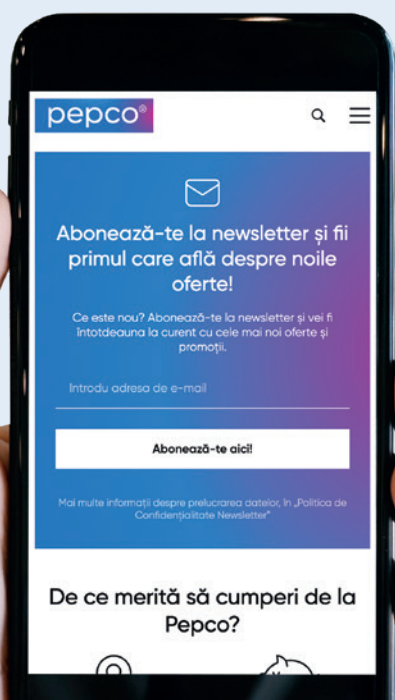 pepco®
Abonează-te la newsletter și fii
primul care află despre noile
oferte!
Ce este nou? Abonează-te la newsletter și vei fi
întotdeauna la curent cu cele mai noi oferte și
promoții.
Introdu adresa de e-mail
Abonează-te aici!
Mai multe informații despre prelucrarea datelor, în „Politica de
Confidențialitate Newsletter”
De ce merită să cumperi de la
Pepco?